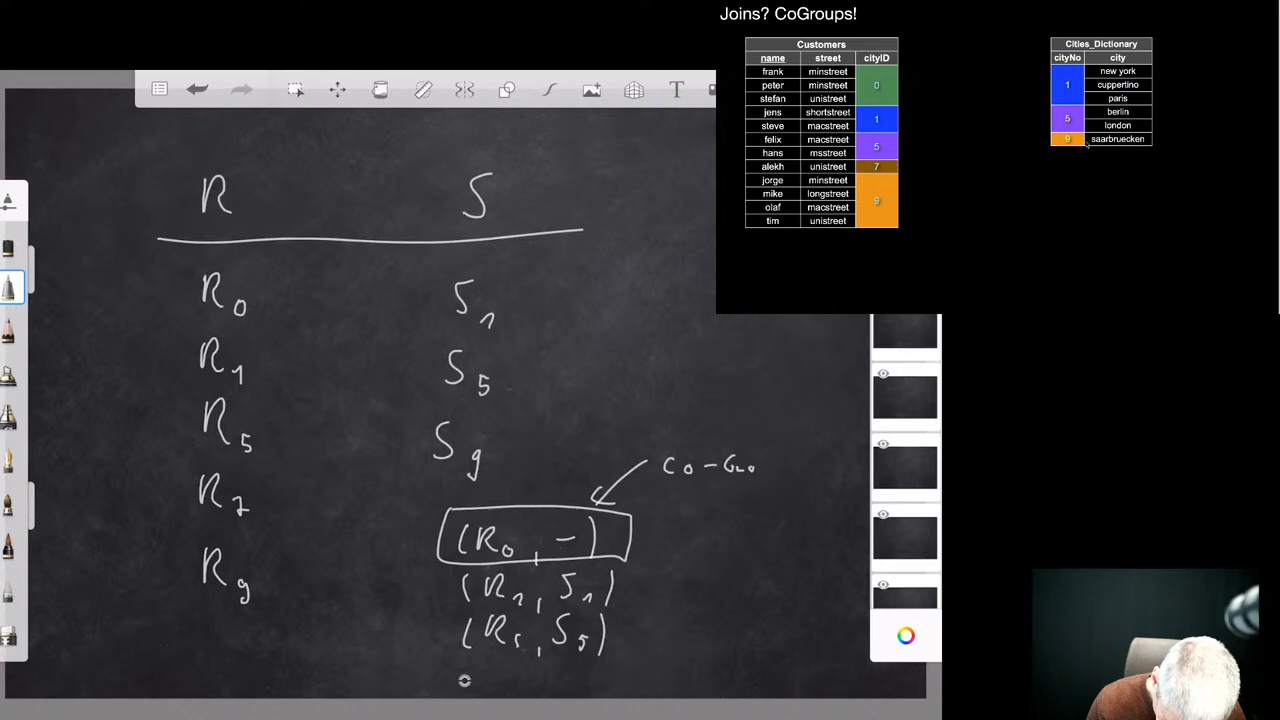 Joins? CoGroups!
Customers
name street cityID
frank minstreet 0
peter minstreet
stefan unistreet
jens shortstreet 1
steve macstreet
felix macstreet 5
hans msstreet
alekh unistreet 7
jorge minstreet 9
mike longstreet
olaf macstreet
tim unistreet
Cities_Dictionary
cityNo city
1 new york
cuppertino
paris
5 berlin
london
9 saarbruecken
T
R S
R0 S1
R1 S5
R5 S9
R7
R9
Co-Gro
(R0, -)
(R1, S1)
(R5, S5)